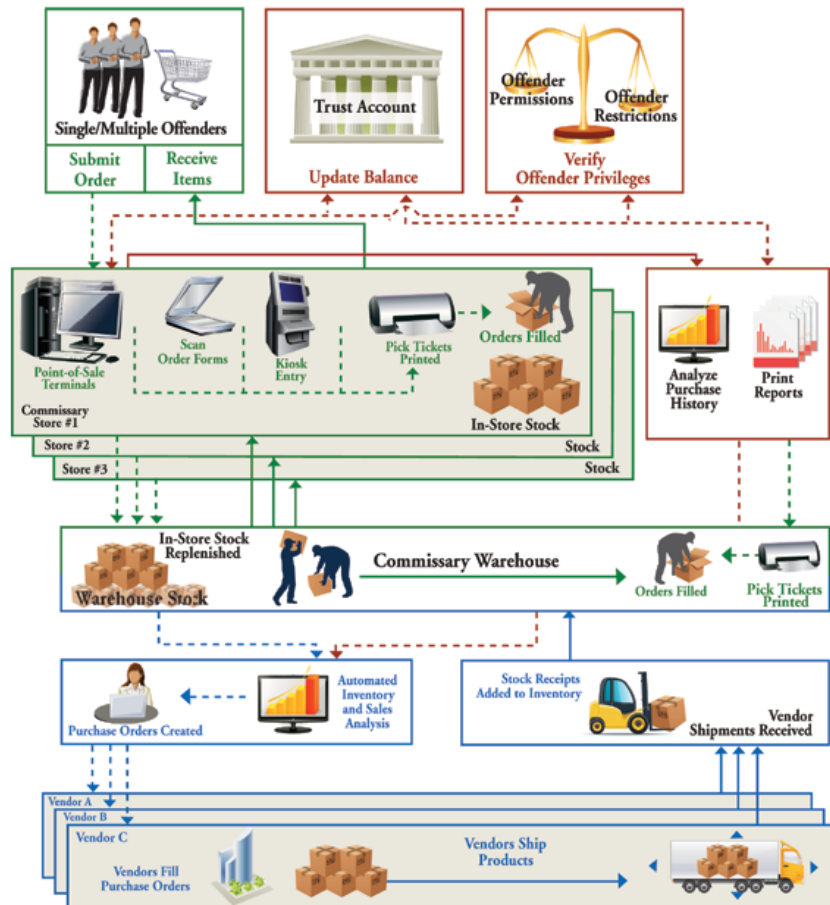 Single/Multiple Offenders
Submit
Order
Receive
Items
Trust Account
Update Balance
Offender
Permissions
Offender
Restrictions
Verify
Offender Privileges
Point-of-Sale
Terminals
Scan
Order Forms
Kiosk
Entry
Pick Tickets
Printed
Orders Filled
In-Store Stock
Commissary
Store #1
Store #2
Stock
Store #3
Stock
Analyze
Purchase
History
Print
Reports
In-Store Stock
Replenished
Warehouse Stock
Commissary Warehouse
Orders Filled
Pick Tickets
Printed
Purchase Orders Created
Automated
Inventory
and Sales
Analysis
Stock Receipts
Added to Inventory
Vendor
Shipments Received
Vendor A
Vendor B
Vendor C
Vendors Fill
Purchase Orders
Vendors Ship
Products